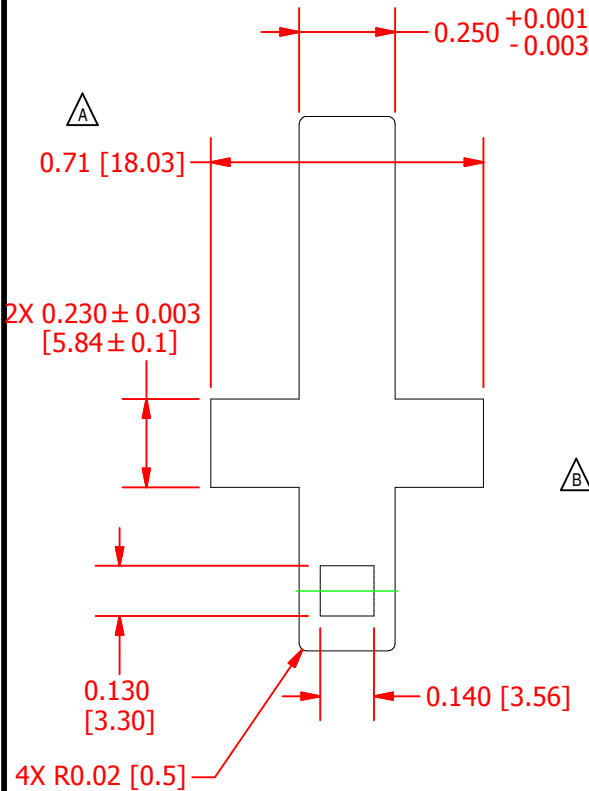 0.250 +0.001
-0.003
A
0.71 [18.03]
2X 0.230 ± 0.003
[5.84 ± 0.1]
B
0.130
[3.30]
0.140 [3.56]
4X R0.02 [0.5]